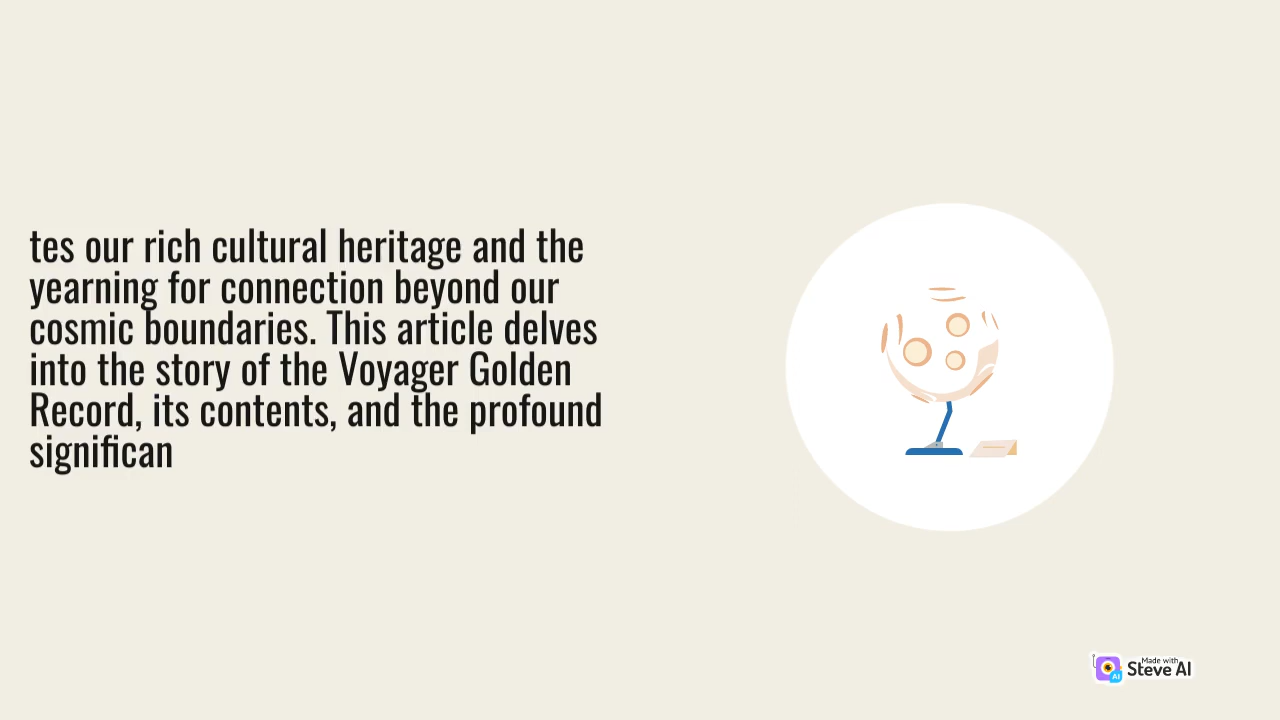 tes our rich cultural heritage and the
yearning for connection beyond our
cosmic boundaries. This article delves
into the story of the Voyager Golden
Record, its contents, and the profound
significan
Made with
Steve AI
AI